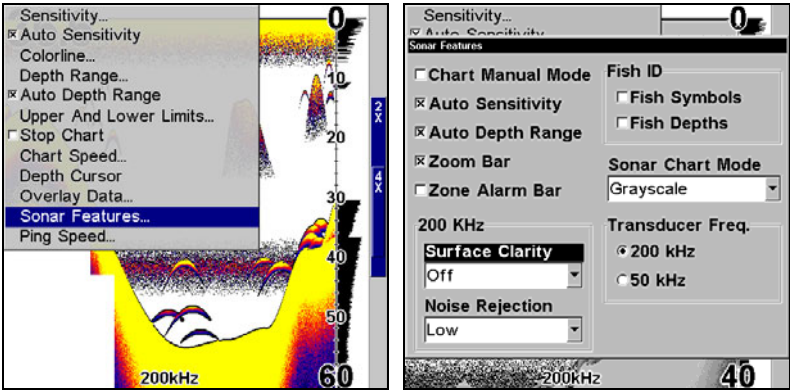 Sensitivity...
Auto Sensitivity
Colorline...
Depth Range...
Auto Depth Range
Upper And Lower Limits...
Stop Chart
Chart Speed...
Depth Cursor
Overlay Data...
Sonar Features...
Ping Speed...
0
10
20
30
40
50
60
2X
4X
200kHz
Sensitivity...
Auto Sensitivity
0
Sonar Features
Chart Manual Mode
Auto Sensitivity
Auto Depth Range
Zoom Bar
Zone Alarm Bar
Fish ID
Fish Symbols
Fish Depths
Sonar Chart Mode
Grayscale
200 KHz
Surface Clarity
Off
Noise Rejection
Low
Transducer Freq.
200 kHz
50 kHz
200kHz
40